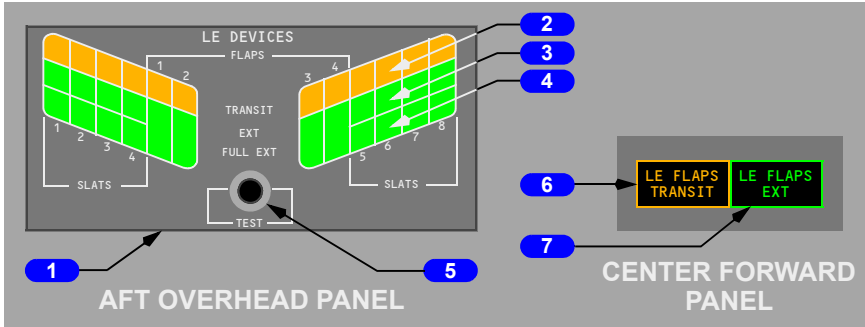 LE DEVICES
FLAPS
1
2
3
4
TRANSIT
EXT
FULL EXT
1
2
3
4
5
6
7
8
SLATS
SLATS
TEST
1
5
AFT OVERHEAD PANEL
2
3
4
6
7
LE FLAPS
TRANSIT
LE FLAPS
EXT
CENTER FORWARD
PANEL